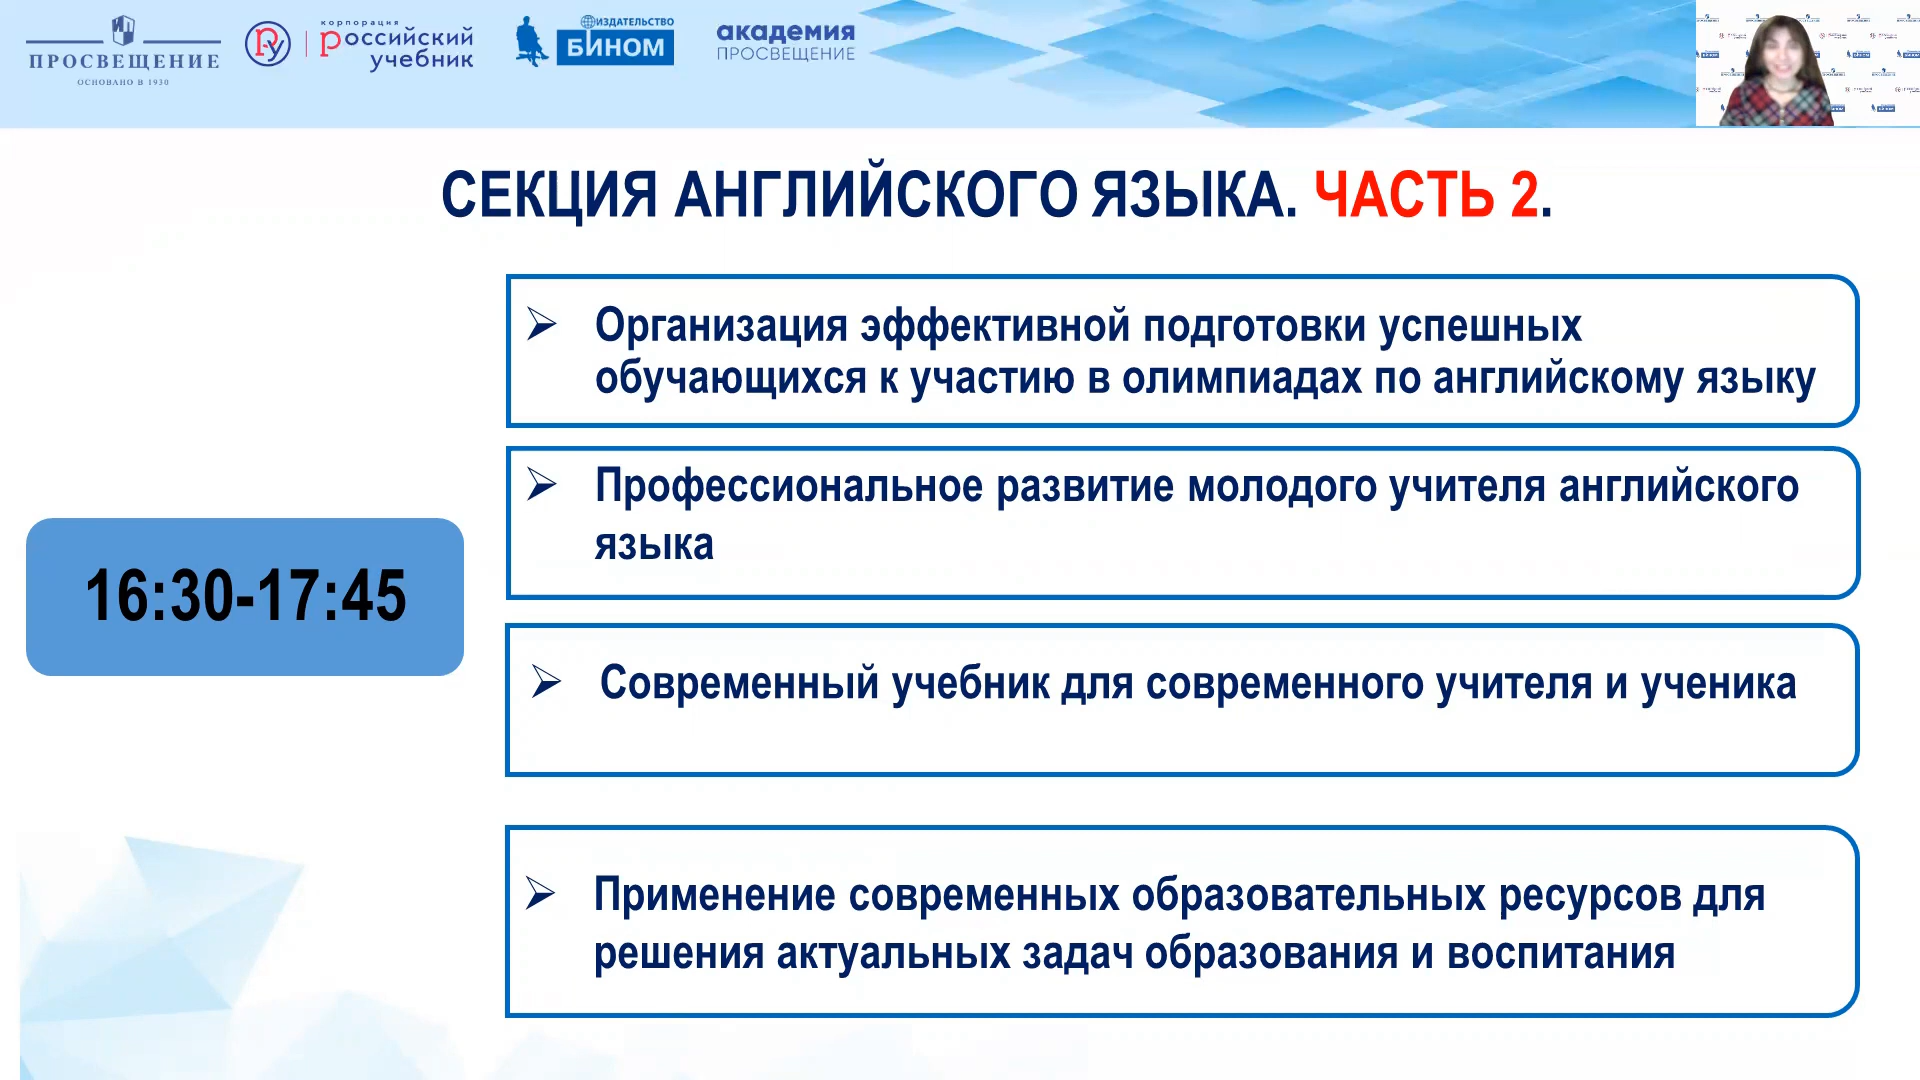 ПРОСВЕЩЕНИЕ
ОСНОВАНО В 1930
корпорация
российский
учебник
ИЗДАТЕЛЬСТВО
БИНОМ
академия
ПРОСВЕЩЕНИЕ
СЕКЦИЯ АНГЛИЙСКОГО ЯЗЫКА. ЧАСТЬ 2.
Организация эффективной подготовки успешных
обучающихся к участию в олимпиадах по английскому языку
Профессиональное развитие молодого учителя английского
языка
16:30-17:45
Современный учебник для современного учителя и ученика
Применение современных образовательных ресурсов для
решения актуальных задач образования и воспитания